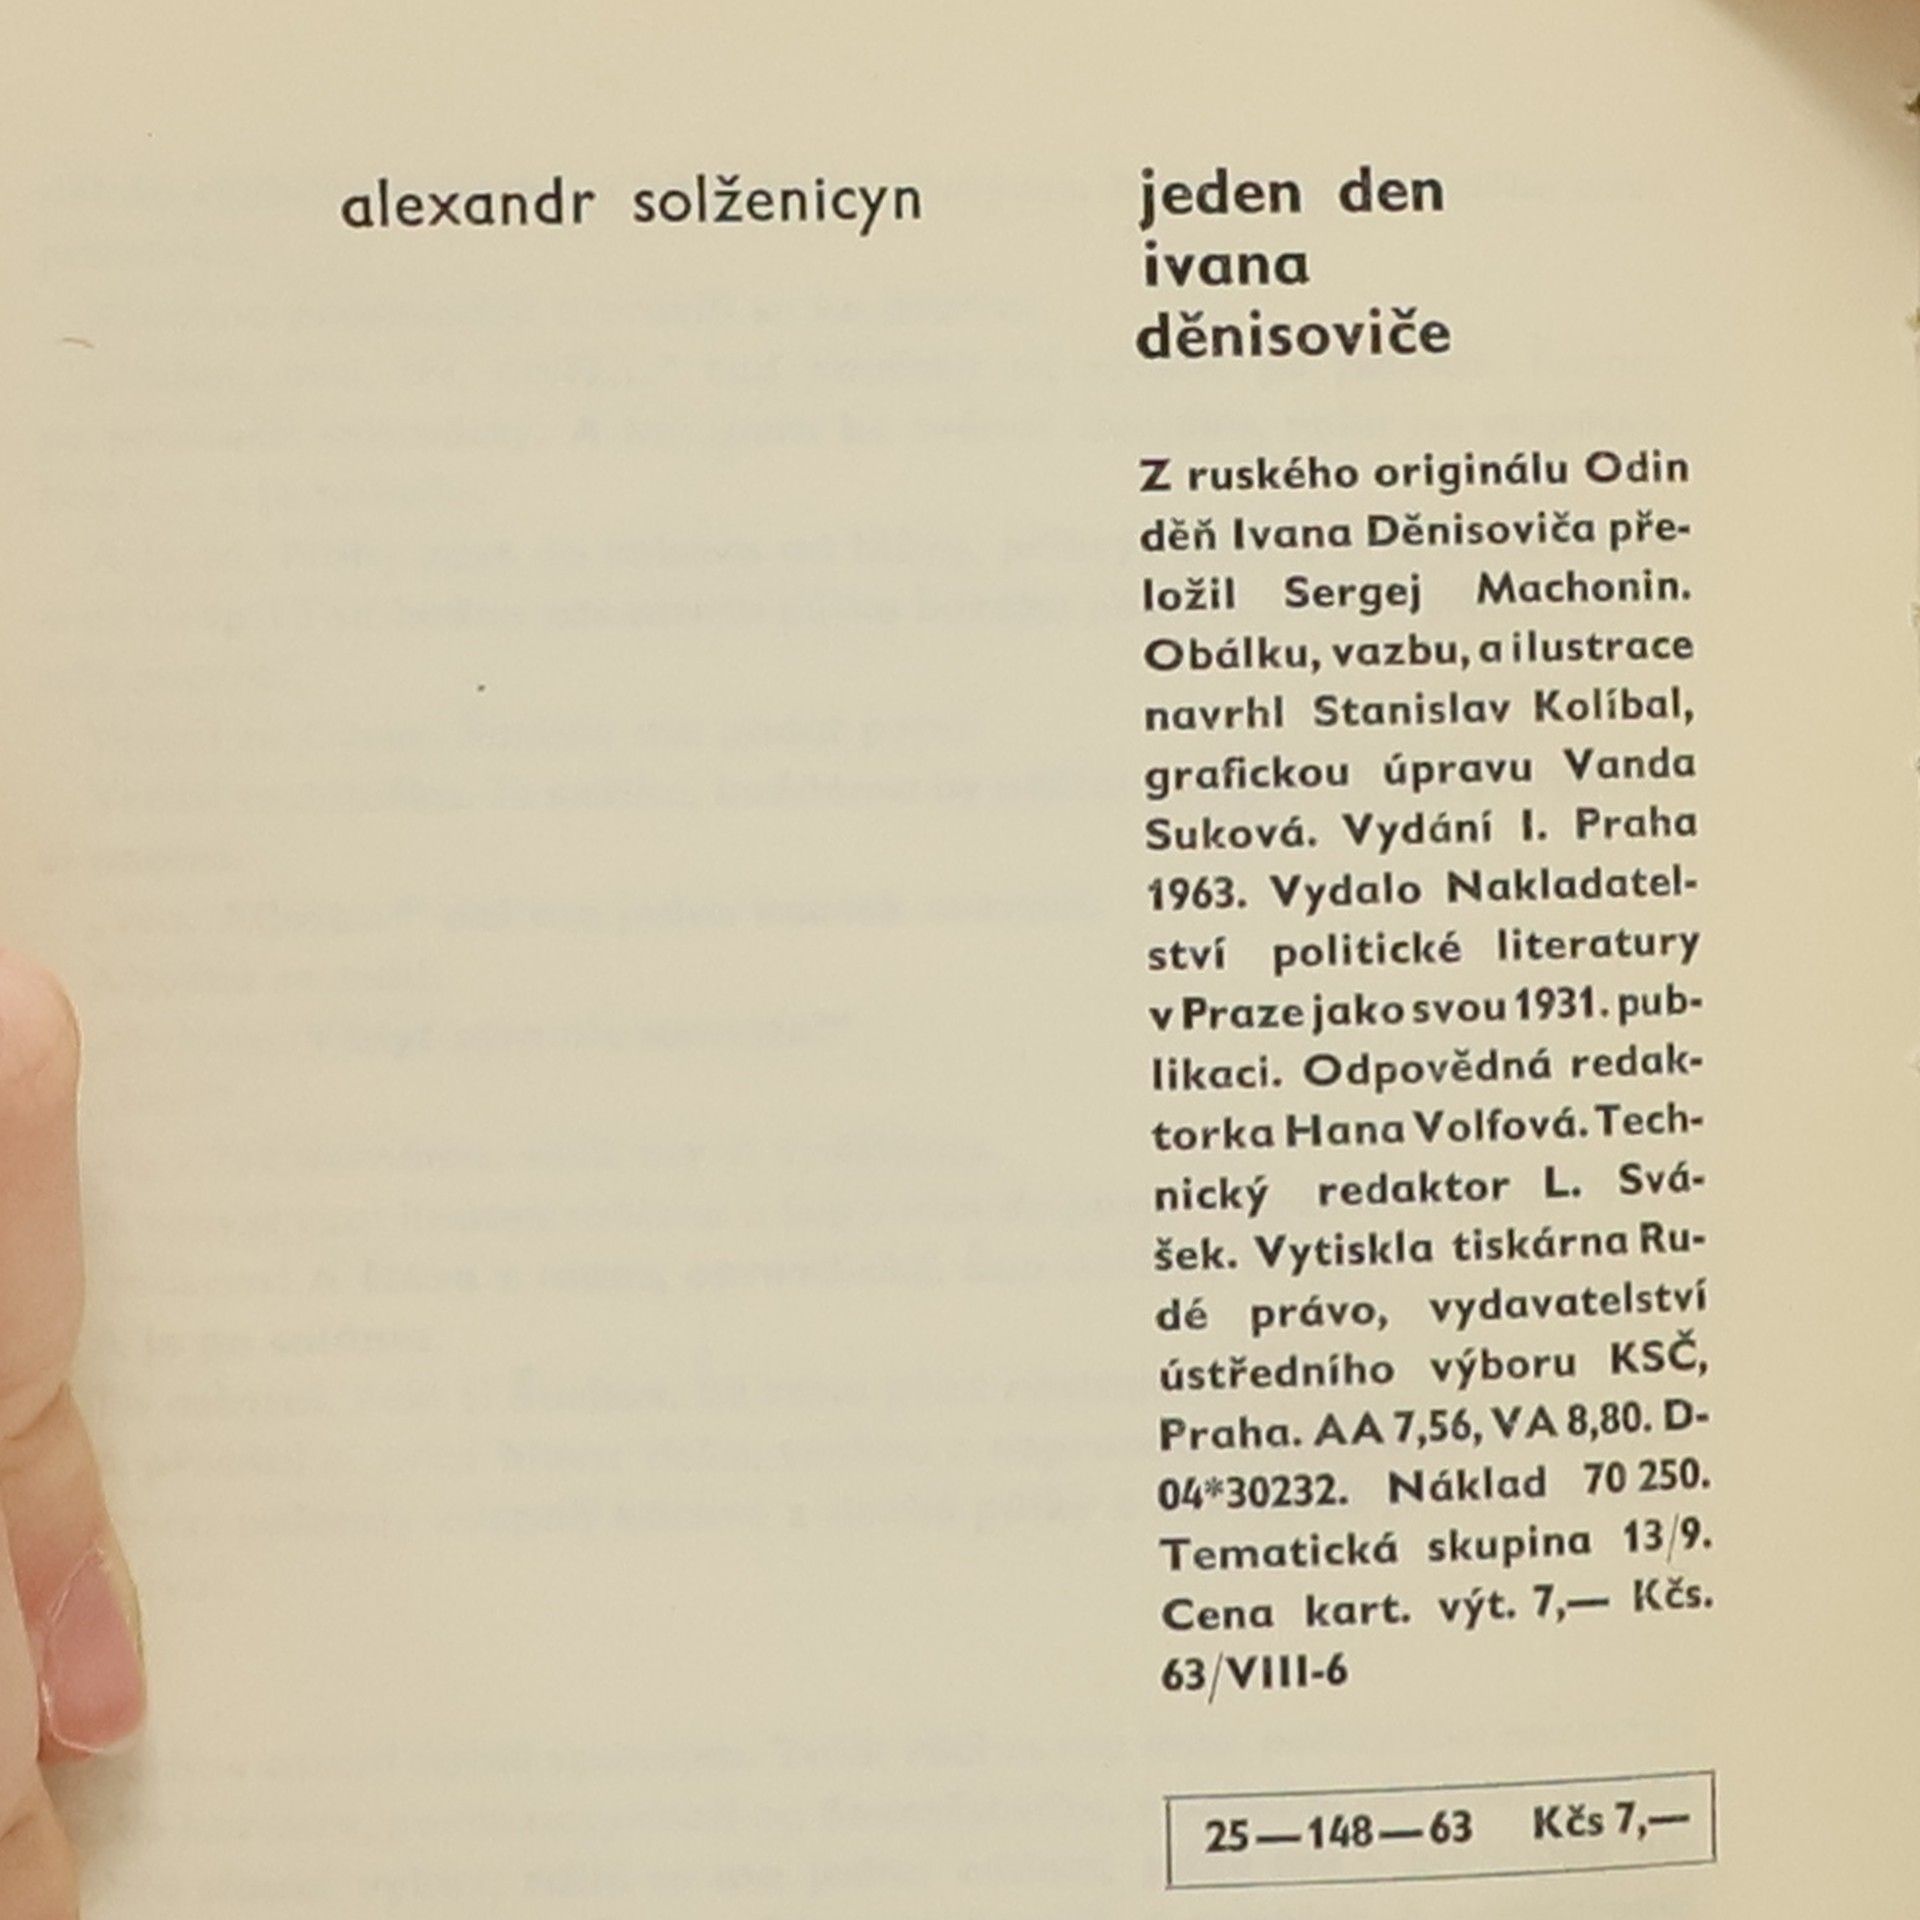 alexandr solženicyn
jeden den
ivana
děnisoviče
Z ruského originálu Odin
děň Ivana Děnisoviča pře-
ložil Sergej Machonin.
Obálku, vazbu, a ilustrace
navrhl Stanislav Kolíbal,
grafickou úpravu Vanda
Suková. Vydání I. Praha
1963. Vydalo Nakladatel-
ství politické literatury
v Praze jako svou 1931. pub-
likaci. Odpovědná redak-
torka Hana Volfová. Tech-
nický redaktor L. Svá-
šek. Vytiskla tiskárna Ru-
dé právo, vydavatelství
ústředního výboru KSČ,
Praha. AA 7,56, VA 8,80. D-
04*30232. Náklad 70 250.
Tematická skupina 13/9.
Cena kart. výt. 7,— Kčs.
63/VIII-6
25—148—63 Kčs 7,—